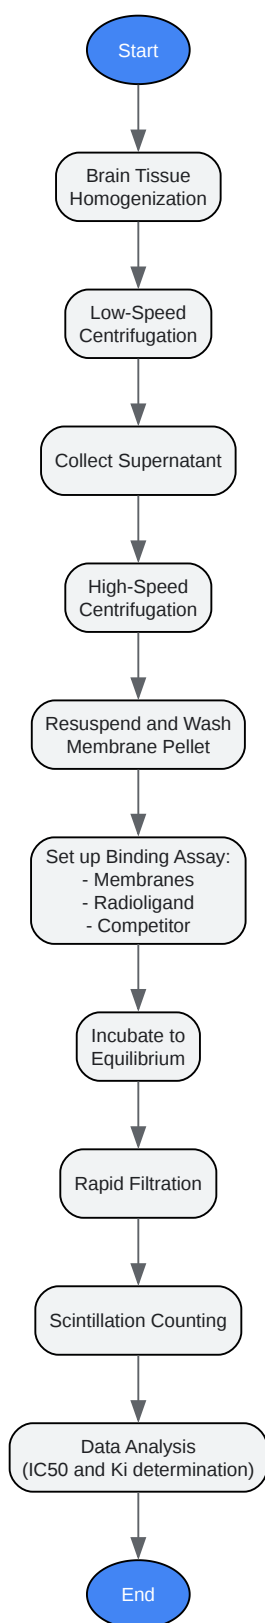 Start
Brain Tissue
Homogenization
Low-Speed
Centrifugation
Collect Supernatant
High-Speed
Centrifugation
Resuspend and Wash
Membrane Pellet
Set up Binding Assay:
- Membranes
- Radioligand
- Competitor
Incubate to
Equilibrium
Rapid Filtration
Scintillation Counting
Data Analysis
(IC50 and Ki determination)
End